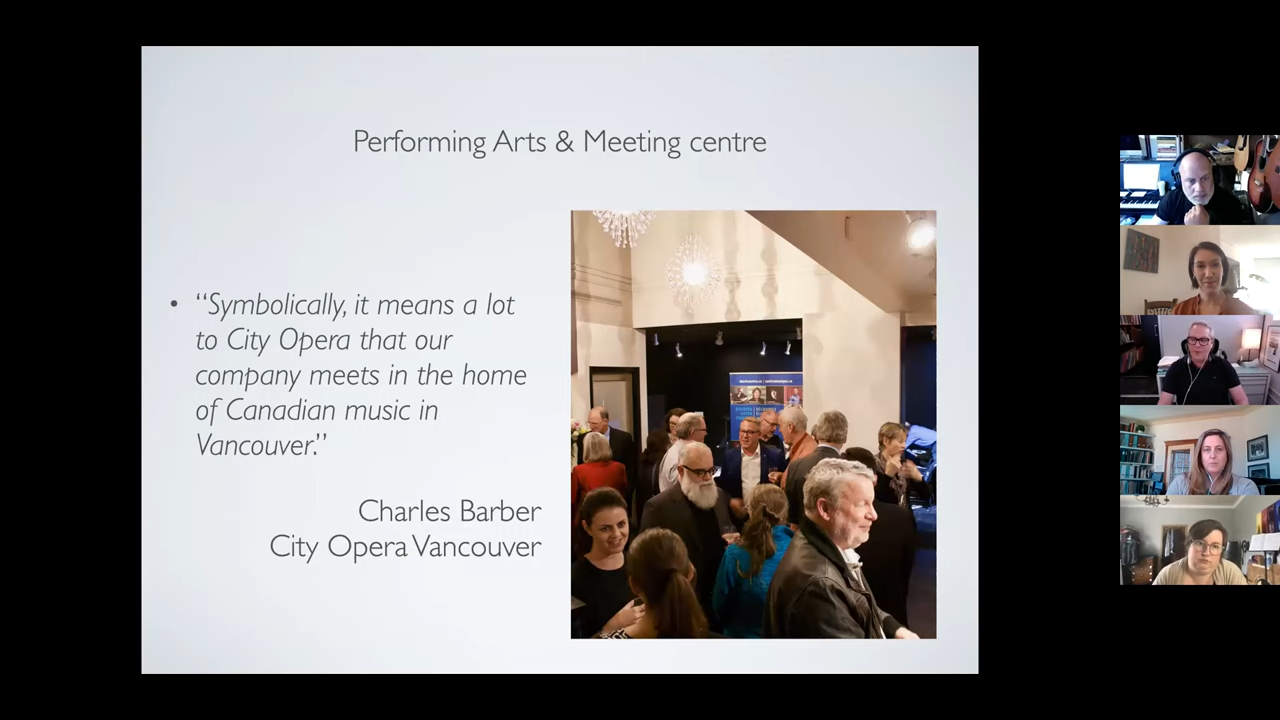 Performing Arts & Meeting centre
• “Symbolically, it means a lot
to City Opera that our
company meets in the home
of Canadian music in
Vancouver.”
Charles Barber
City Opera Vancouver